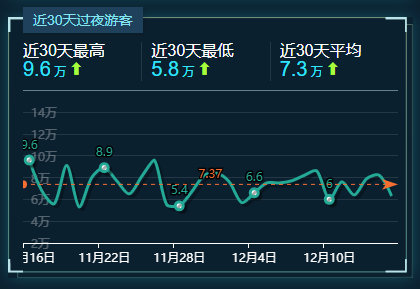 近30天过夜游客
近30天最高 近30天最低 近30天平均
9.6 万 5.8 万 7.3 万
14万
12万
10万
8万
6万
4万
2万
9.6
8.9
5.4
7.37
6.6
6
月16日 11月22日 11月28日 12月4日 12月10日